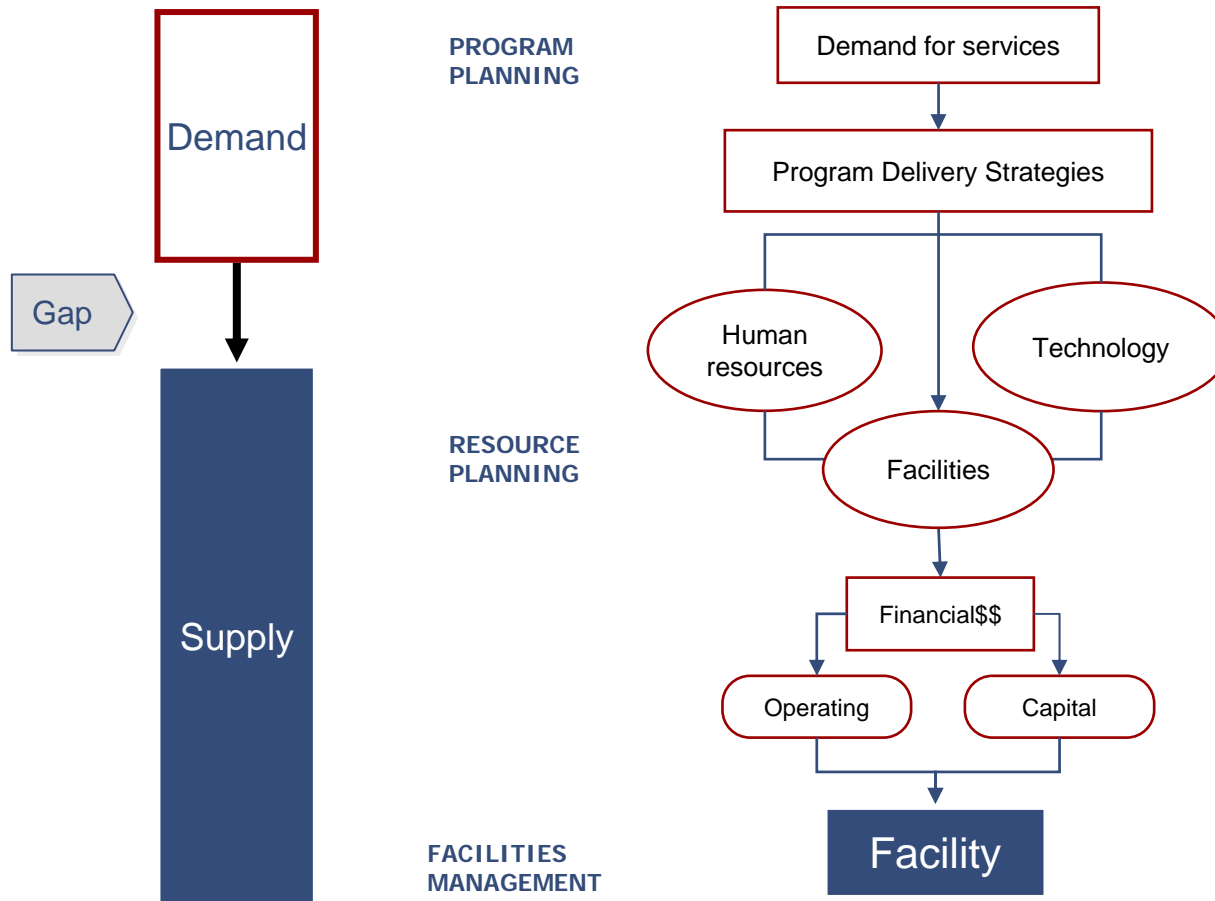 Demand
Gap
Supply
PROGRAM
PLANNING
RESOURCE
PLANNING
FACILITIES
MANAGEMENT
Demand for services
Program Delivery Strategies
Human
resources
Technology
Facilities
Financial$$
Operating
Capital
Facility